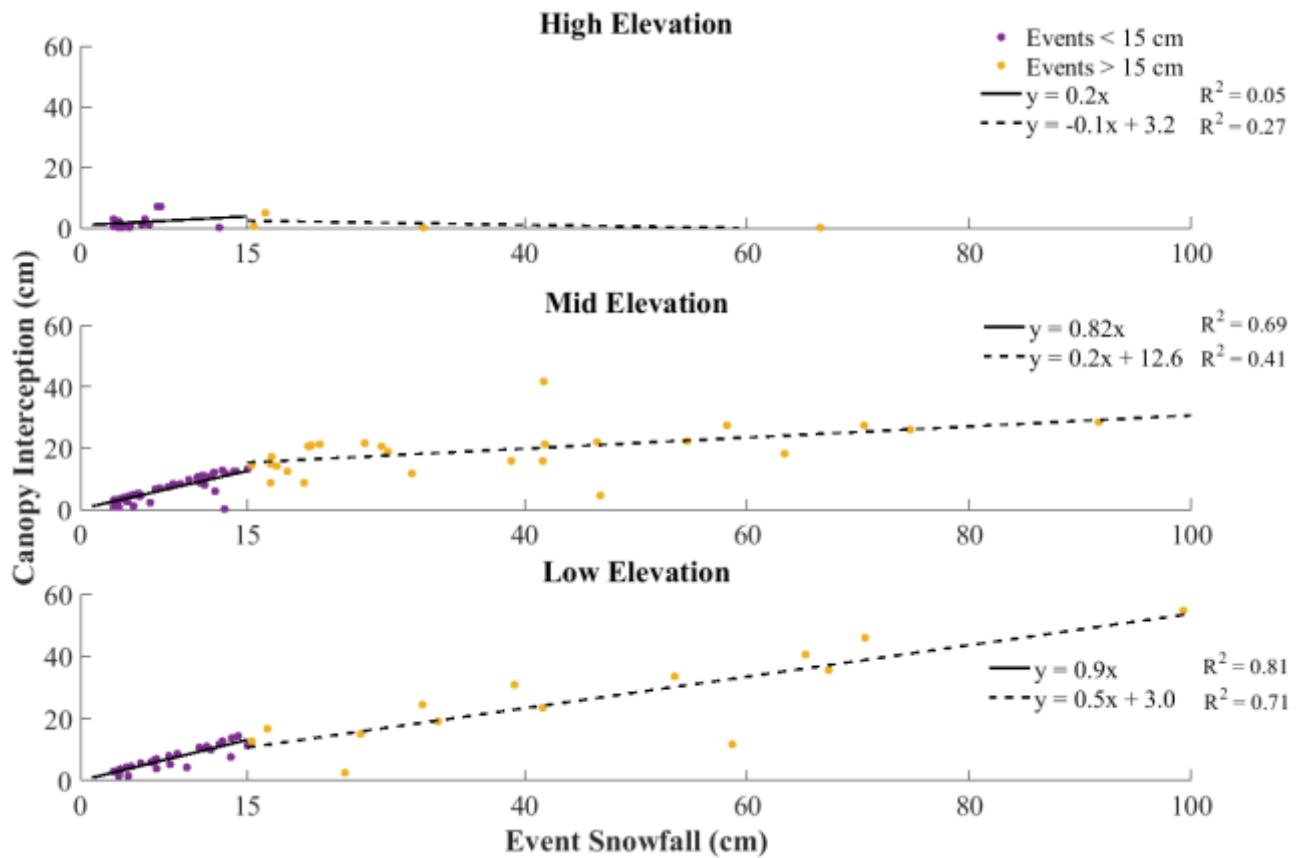 High Elevation
60
40
20
0
0 15 40 60 80 100
Events < 15 cm
Events > 15 cm
y = 0.2x R² = 0.05
y = -0.1x + 3.2 R² = 0.27
Canopy Interception (cm)
Mid Elevation
60
40
20
0
0 15 40 60 80 100
y = 0.82x R² = 0.69
y = 0.2x + 12.6 R² = 0.41
Low Elevation
60
40
20
0
0 15 40 60 80 100
y = 0.9x R² = 0.81
y = 0.5x + 3.0 R² = 0.71
Event Snowfall (cm)